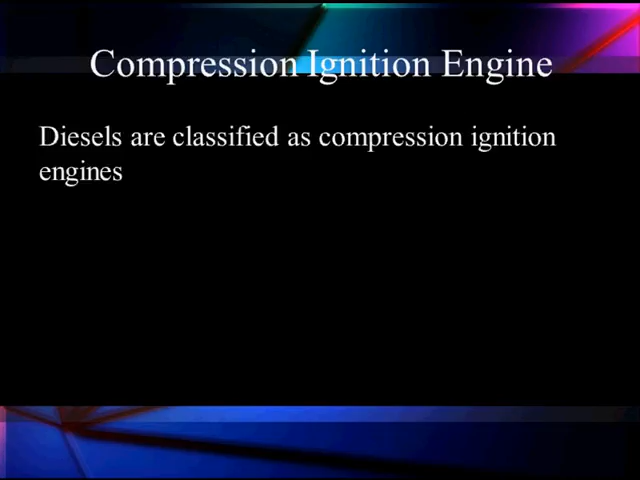 Compression Ignition Engine
Diesels are classified as compression ignition
engines